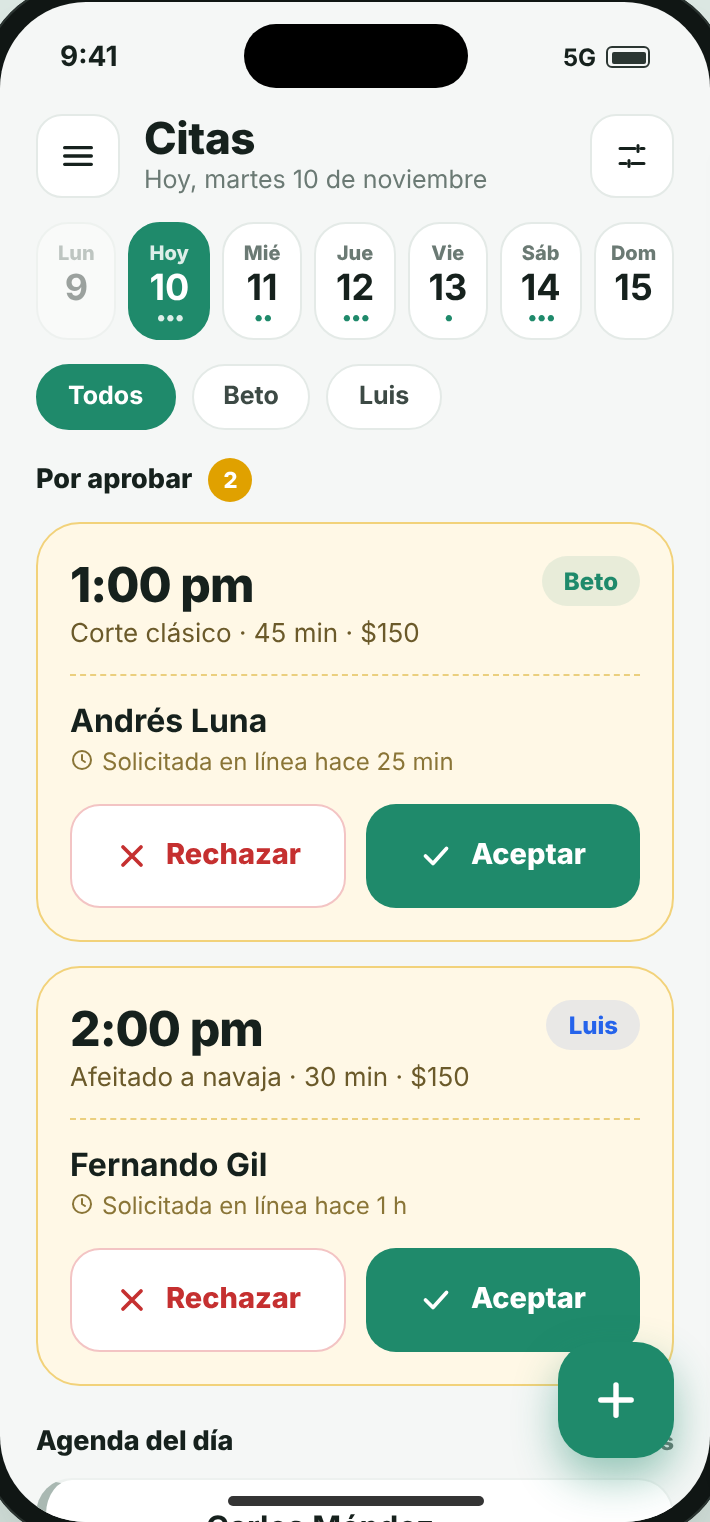 9:41
5G
Citas
Hoy, martes 10 de noviembre
Lun Hoy Mié Jue Vie Sáb Dom
9 10 11 12 13 14 15
Todos Beto Luis
Por aprobar 2
1:00 pm Beto
Corte clásico · 45 min · $150
Andrés Luna
Solicitada en línea hace 25 min
Rechazar Aceptar
2:00 pm Luis
Afeitado a navaja · 30 min · $150
Fernando Gil
Solicitada en línea hace 1 h
Rechazar Aceptar
Agenda del día
Carlos Méndez